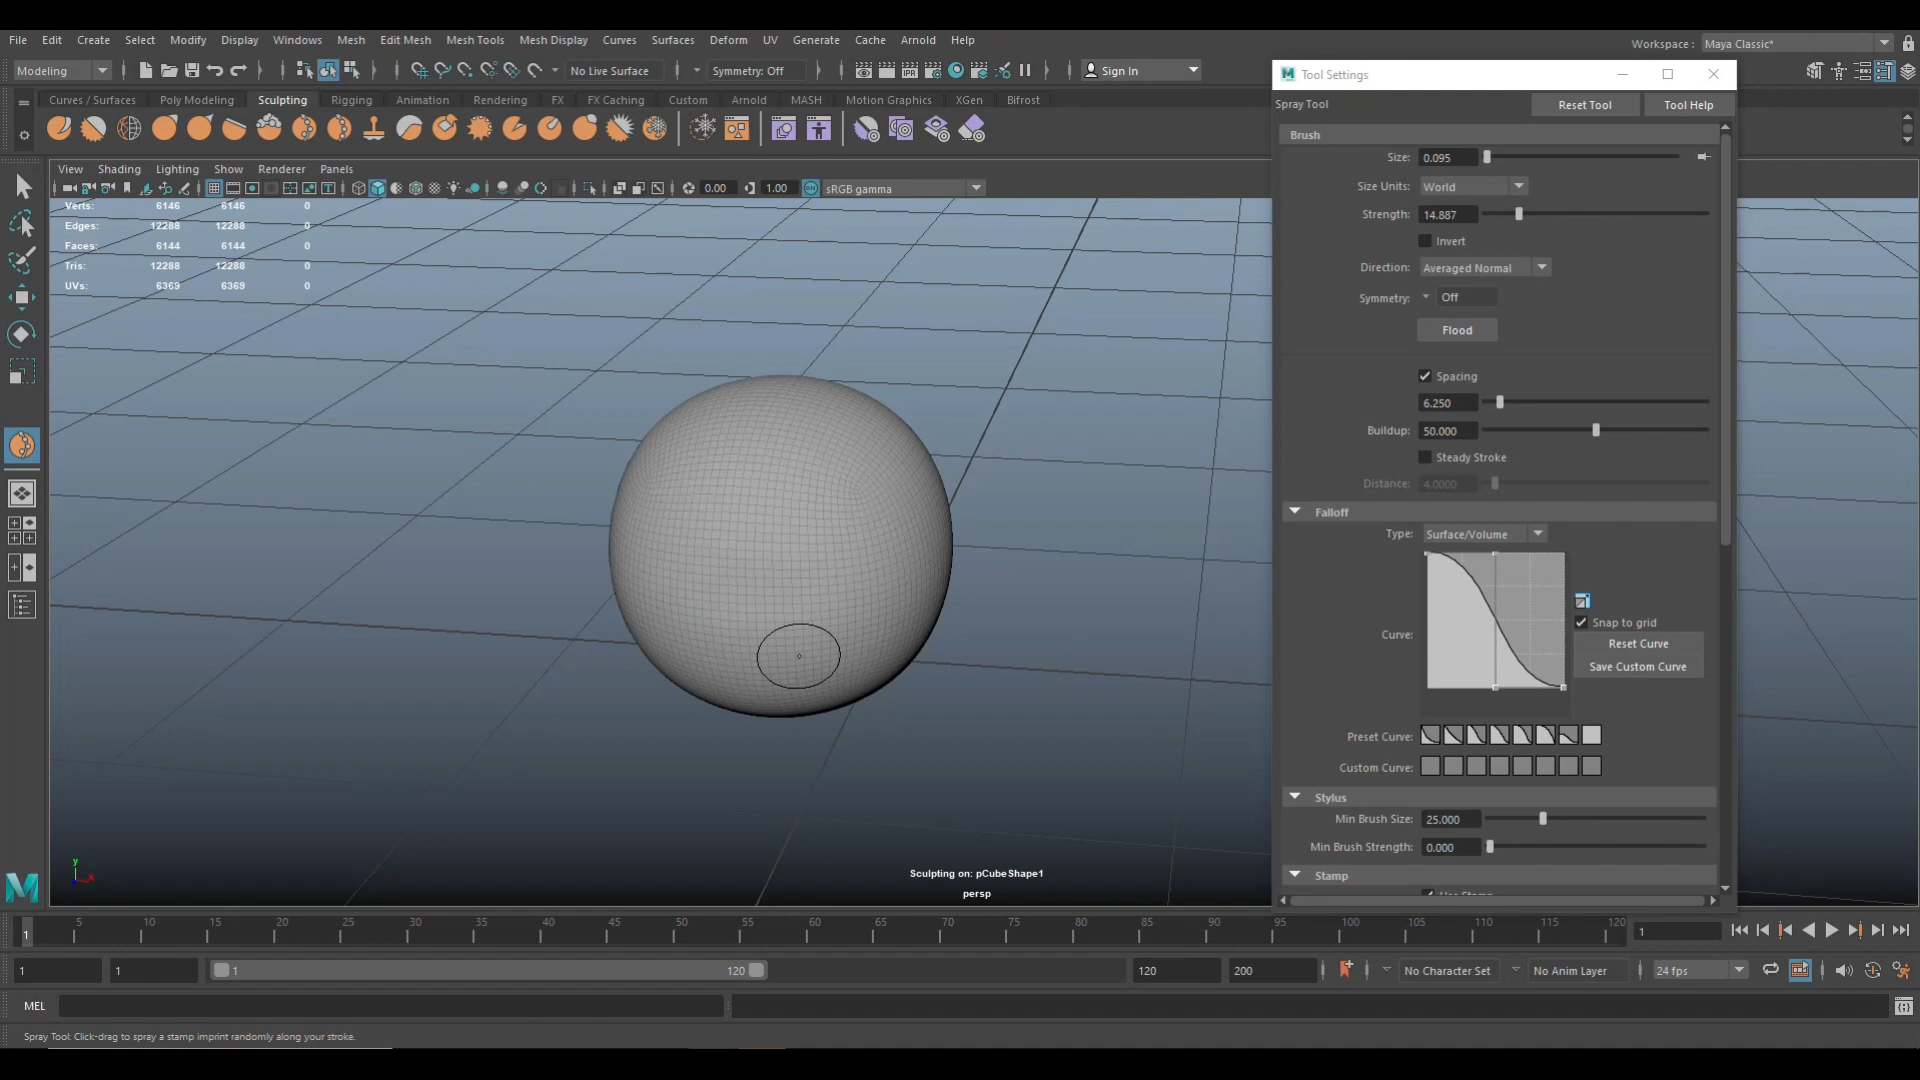 File Edit Create Select Modify Display Windows Mesh Edit Mesh Mesh Tools Mesh Display Curves Surfaces Deform UV Generate Cache Arnold Help
Workspace : Maya Classic*
Modeling No Live Surface Symmetry: Off IPR Sign In
Curves / Surfaces Poly Modeling Sculpting Rigging Animation Rendering FX FX Caching Custom Arnold MASH Motion Graphics XGen Bifrost
View Shading Lighting Show Renderer Panels
0.00 1.00 sRGB gamma
Verts: 6146 6146 0
Edges: 12288 12288 0
Faces: 6144 6144 0
Tris: 12288 12288 0
UVs: 6369 6369 0
Sculpting on: pCubeShape1
persp
y
x
M Tool Settings
Spray Tool Reset Tool Tool Help
Brush
Size: 0.095
Size Units: World
Strength: 14.887
Invert
Direction: Averaged Normal
Symmetry: Off
Flood
Spacing
6.250
Buildup: 50.000
Steady Stroke
Distance: 4.0000
Falloff
Type: Surface/Volume
Curve:
Snap to grid
Reset Curve
Save Custom Curve
Preset Curve:
Custom Curve:
Stylus
Min Brush Size: 25.000
Min Brush Strength: 0.000
Stamp
M
1 5 10 15 20 25 30 35 40 45 50 55 60 65 70 75 80 85 90 95 100 105 110 115 120 1
1 1 1 120 120 200 No Character Set No Anim Layer 24 fps
MEL
Spray Tool: Click-drag to spray a stamp imprint randomly along your stroke.